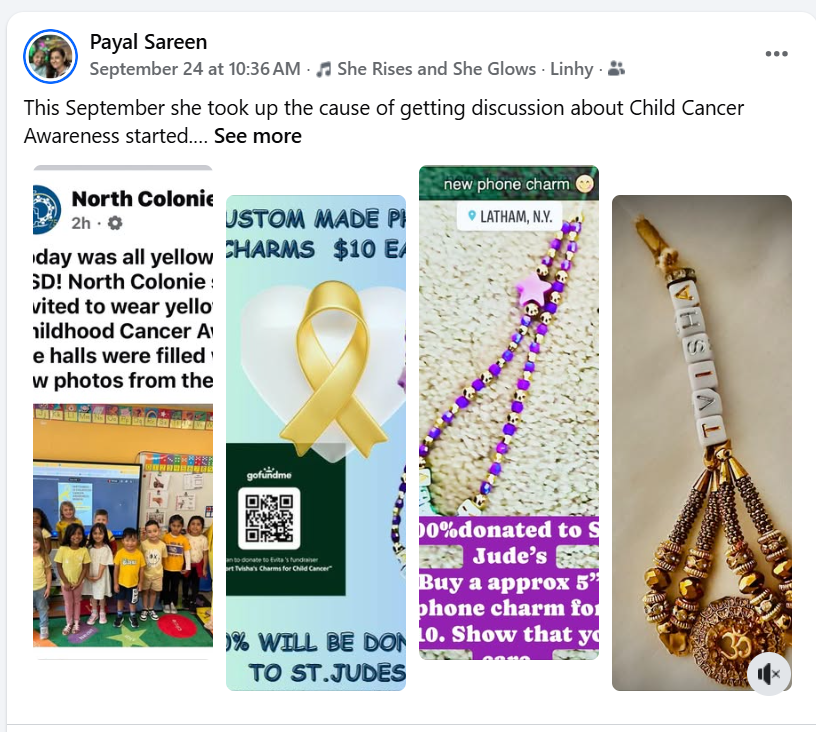 Payal Sareen
September 24 at 10:36 AM · She Rises and She Glows · Linhy ·
This September she took up the cause of getting discussion about Child Cancer
Awareness started.... See more
North Colonie
2h ·
day was all yellow
SD! North Colonie
vited to wear yello
hildhood Cancer A
e halls were filled
w photos from the
USTOM MADE PH
CHARMS $10 EA
gofundme
an to donate to Evita 's fundraiser
ort Tvisha's Charms for Child Cancer"
0% WILL BE DON
TO ST.JUDES
new phone charm
LATHAM, N.Y.
00%donated to S
Jude's
Buy a approx 5"
phone charm for
10. Show that yo
care
TVISHA